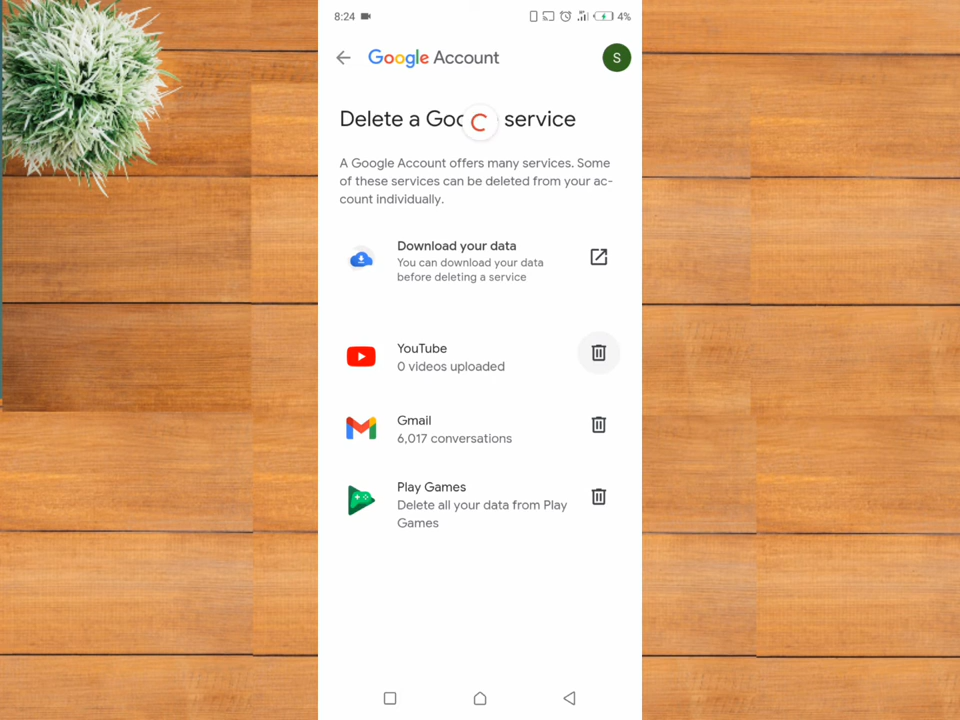 8:24 4%
Google Account S
Delete a Goo service
A Google Account offers many services. Some
of these services can be deleted from your ac-
count individually.
Download your data
You can download your data
before deleting a service
YouTube
0 videos uploaded
Gmail
6,017 conversations
Play Games
Delete all your data from Play
Games